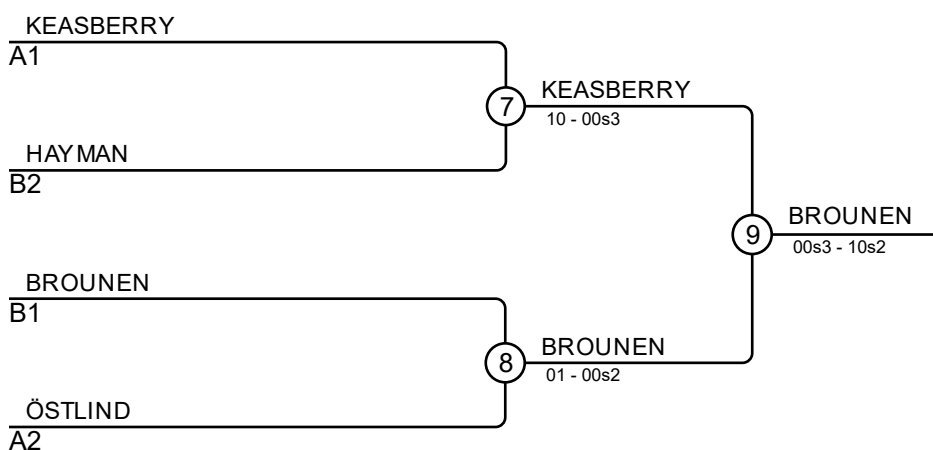 KEASBERRY
A1
7
KEASBERRY
10 - 00s3
HAYMAN
B2
9
BROUNEN
00s3 - 10s2
BROUNEN
B1
8
BROUNEN
01 - 00s2
ÖSTLIND
A2